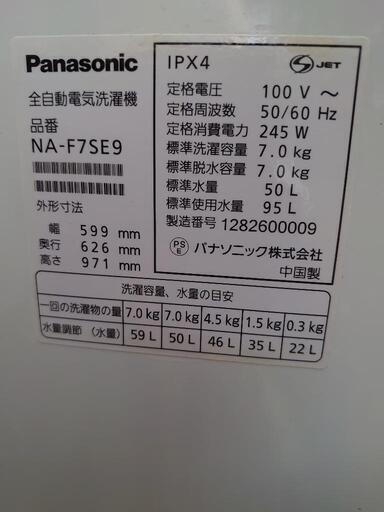 Panasonic
全自動電気洗濯機
品番
NA-F7SE9
外形寸法
幅 599 mm
奥行 626 mm
高さ 971 mm
IPX4
S JET
定格電圧 100 V ～
定格周波数 50/60 Hz
定格消費電力 245 W
標準洗濯容量 7.0 kg
標準脱水容量 7.0 kg
標準水量 50 L
標準使用水量 95 L
製造番号 1282600009
PS E パナソニック株式会社
中国製
洗濯容量、水量の目安
一回の洗濯物の量 7.0 kg 7.0 kg 4.5 kg 1.5 kg 0.3 kg
水量調節 (水量) 59 L 50 L 46 L 35 L 22 L